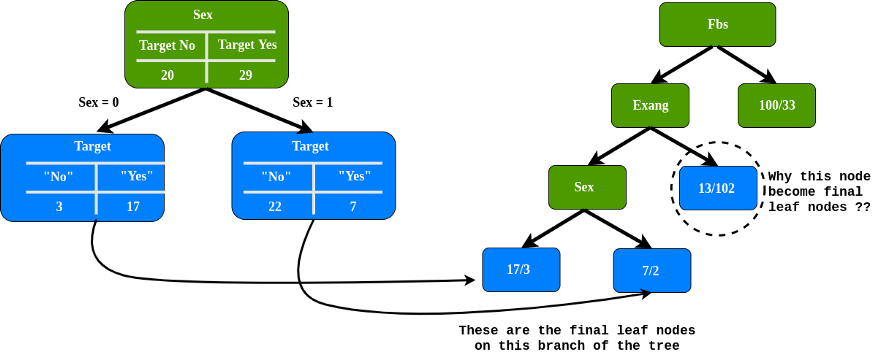 Sex
Target No Target Yes
20 29
Sex = 0 Sex = 1
Target
"No" "Yes"
3 17
Target
"No" "Yes"
22 7
Fbs
Exang
100/33
Sex
13/102
Why this node
become final
leaf nodes ??
17/3
7/2
These are the final leaf nodes
on this branch of the tree